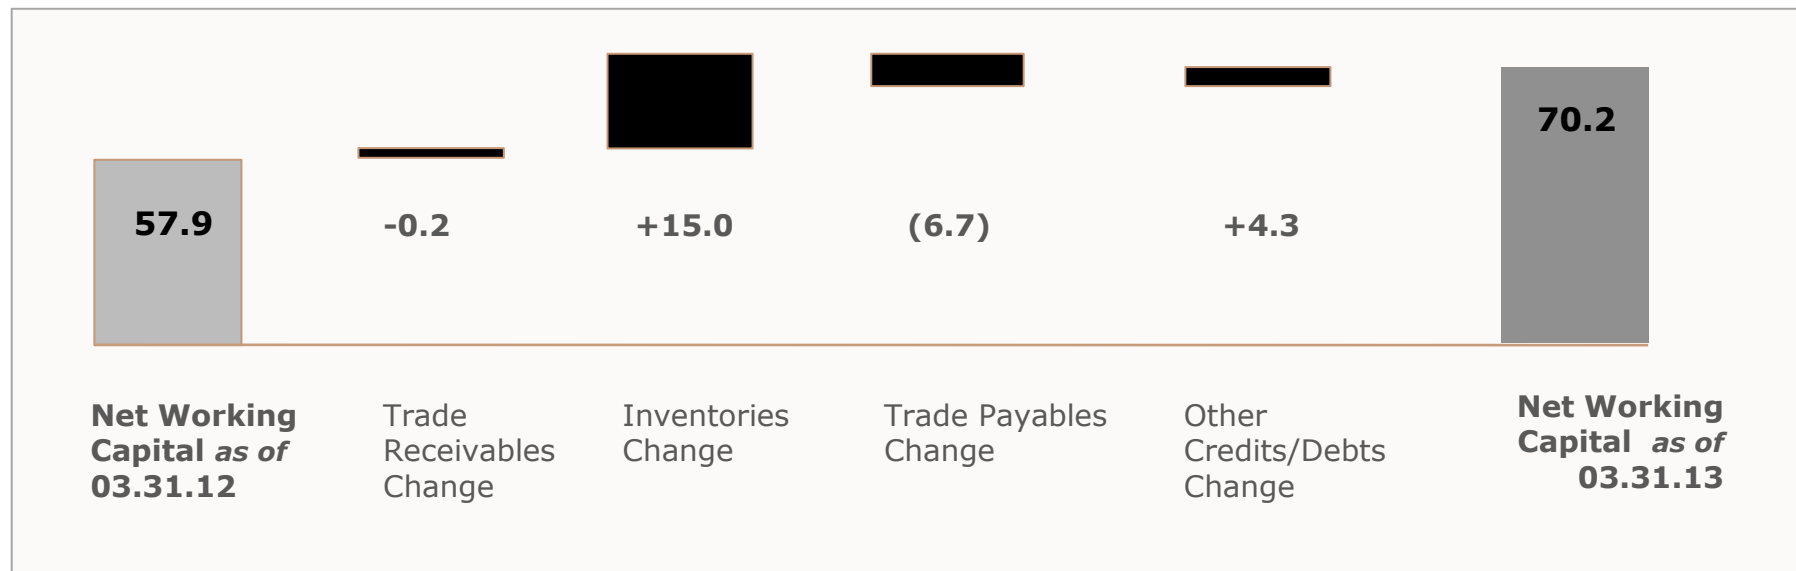 57.9
-0.2
+15.0
(6.7)
+4.3
70.2
Net Working
Capital as of
03.31.12
Trade
Receivables
Change
Inventories
Change
Trade Payables
Change
Other
Credits/Debts
Change
Net Working
Capital as of
03.31.13